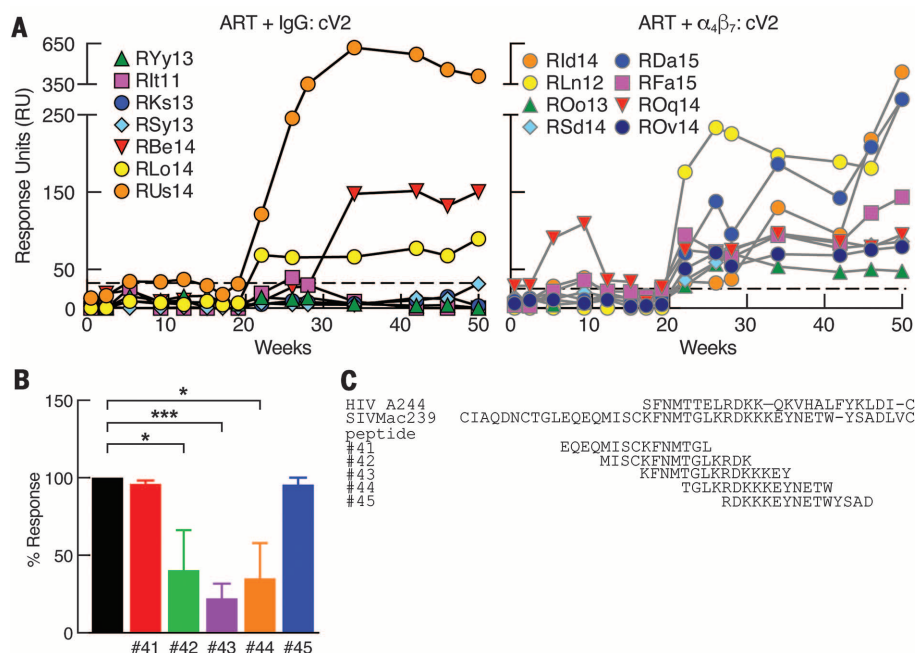 A
ART + IgG: cV2
ART + α4β7: cV2
Response Units (RU)
650
350
250
150
50
0
RYy13
RIt11
RKs13
RSy13
RBe14
RLo14
RUs14
RId14
RLn12
ROo13
RSd14
RDa15
RFa15
ROq14
ROv14
0 10 20 30 40 50
Weeks
0 10 20 30 40 50
Weeks
B
% Response
150
100
50
0
*
***
*
#41 #42 #43 #44 #45
C
HIV A244 SFNMTTELRDKK-QKVHALFYKLDI-C
SIVMac239 CIAQDNCTGLEQEQMISCKFNMTGLKRDKKKEYNETW-YSADLVC
peptide
#41 EQEQMISCKFNMTGL
#42 MISCKFNMTGLKRDK
#43 KFNMTGLKRDKKKEY
#44 TGLKRDKKKEYNETW
#45 RDKKKEYNETWYSAD